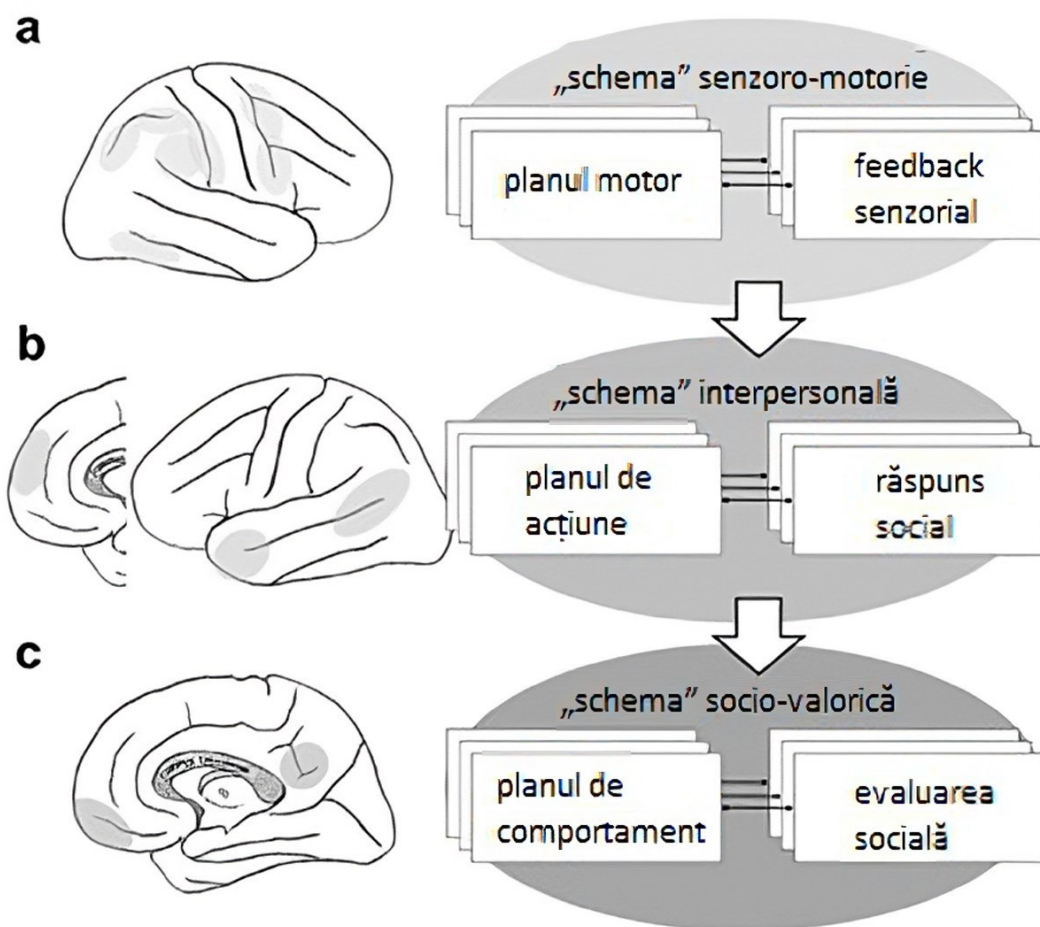 a
„schema” senzoro-motorie
planul motor
feedback
senzorial
b
„schema” interpersonală
planul de
acțiune
răspuns
social
c
„schema” socio-valorică
planul de
comportament
evaluarea
socială